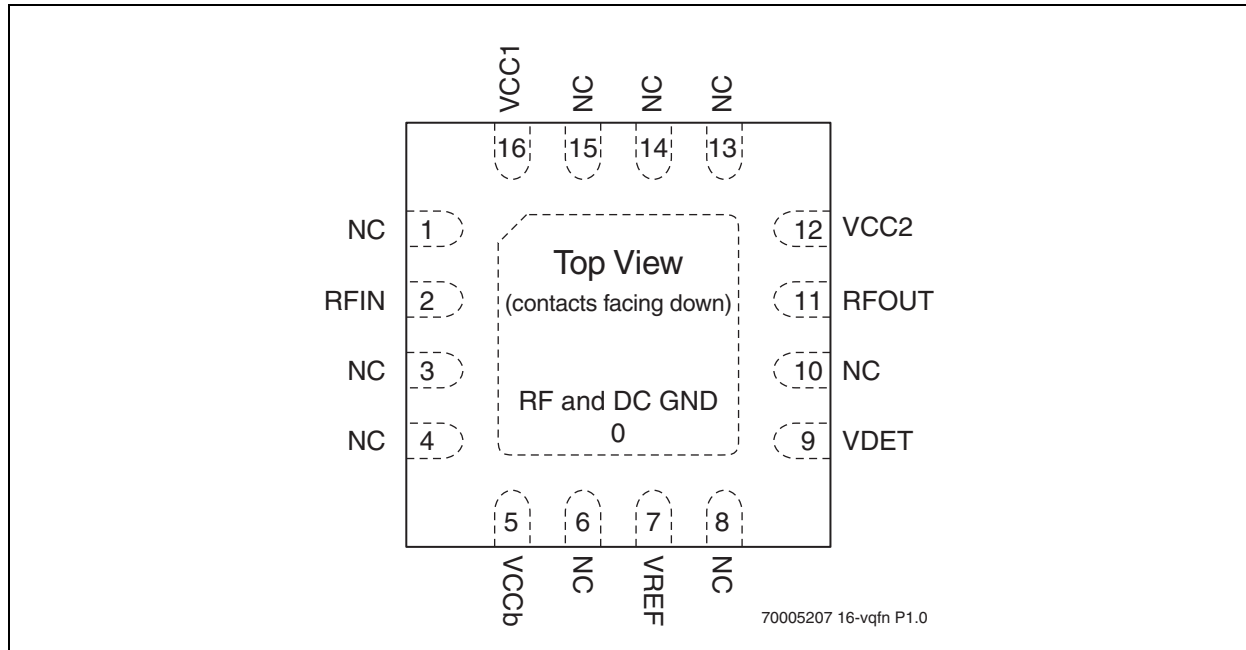 VCC1
NC
NC
NC
16
15
14
13
NC 1
12 VCC2
Top View
RFIN 2
(contacts facing down)
11 RFOUT
NC 3
10 NC
RF and DC GND
0
NC 4
9 VDET
5
6
7
8
VCCb
NC
VREF
NC
70005207 16-vqfn P1.0